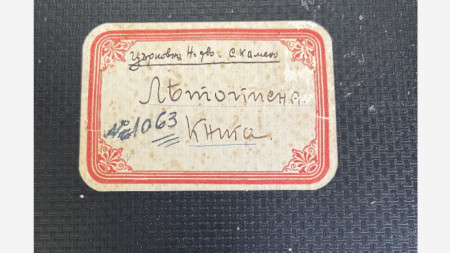 Църковно Н-во. С. Камено
Лѣтописна
№ 1063
Книга